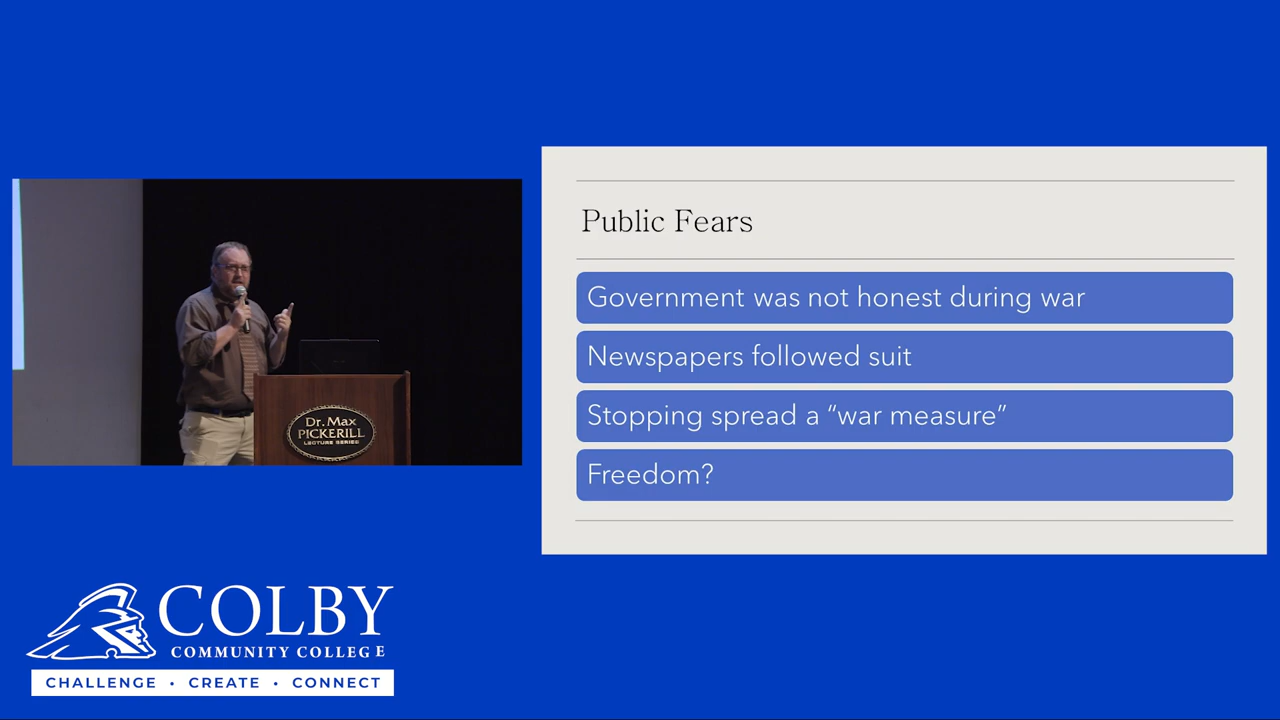 Public Fears
Government was not honest during war
Newspapers followed suit
Stopping spread a “war measure”
Freedom?
Dr. Max
PICKERILL
LECTURE SERIES
COLBY
COMMUNITY COLLEGE
CHALLENGE • CREATE • CONNECT